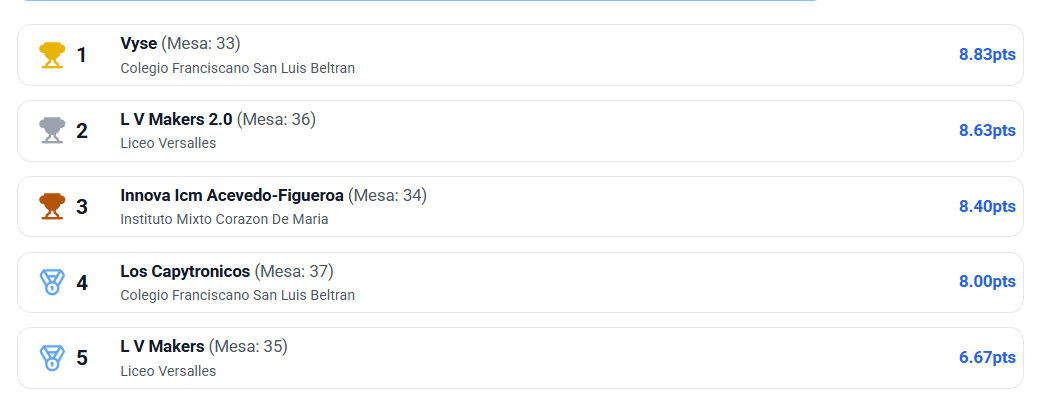 1
Vyse (Mesa: 33)
Colegio Franciscano San Luis Beltran
8.83pts
2
L V Makers 2.0 (Mesa: 36)
Liceo Versalles
8.63pts
3
Innova Icm Acevedo-Figueroa (Mesa: 34)
Instituto Mixto Corazon De Maria
8.40pts
4
Los Capytronicos (Mesa: 37)
Colegio Franciscano San Luis Beltran
8.00pts
5
L V Makers (Mesa: 35)
Liceo Versalles
6.67pts